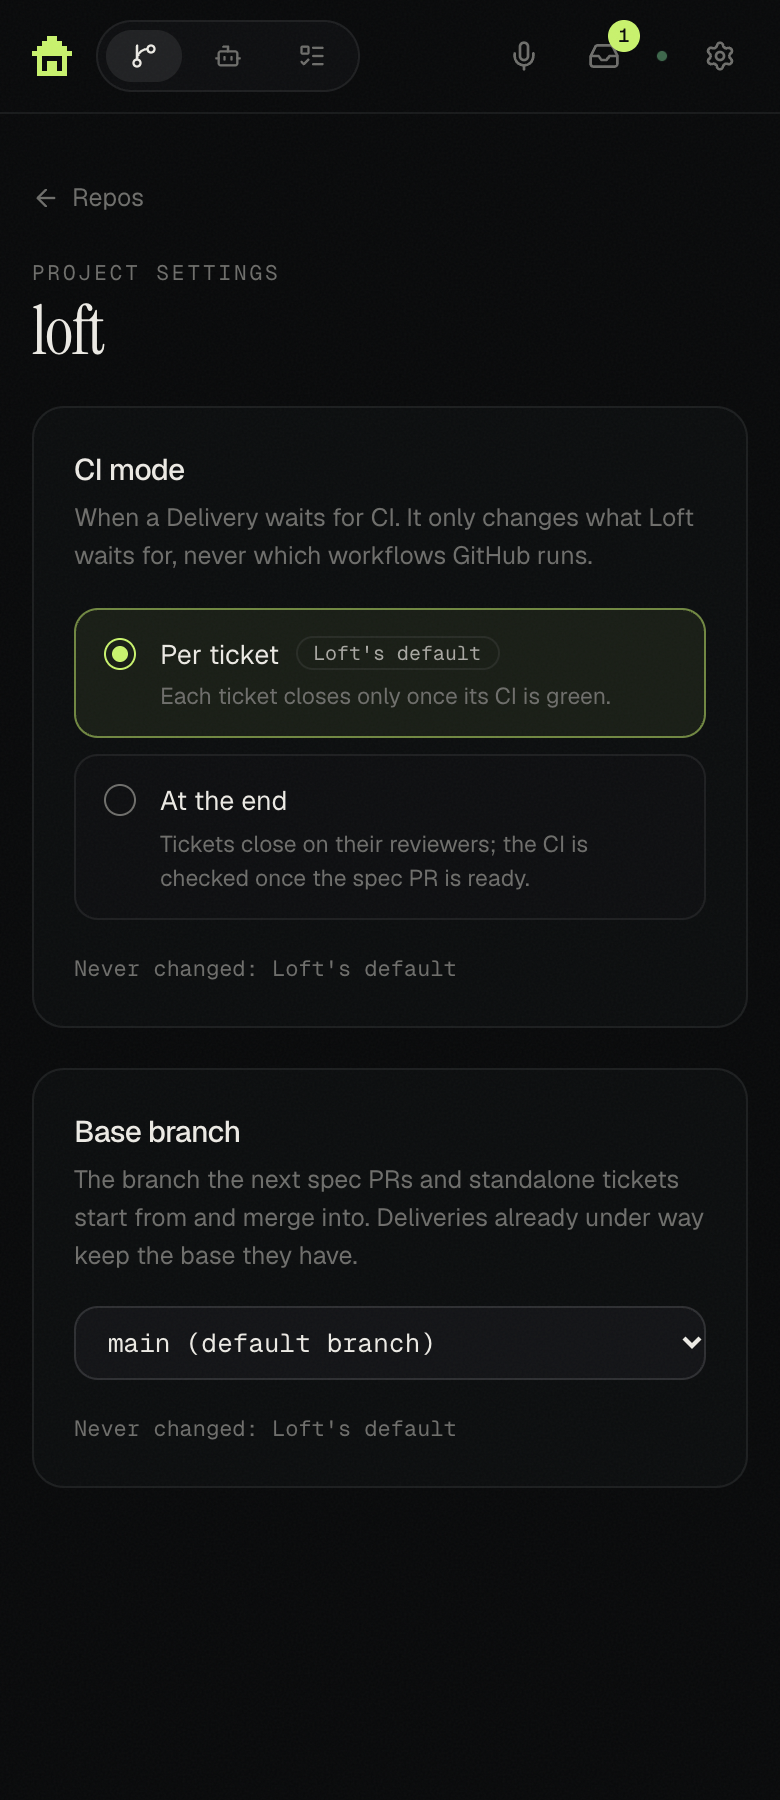 1
Repos
PROJECT SETTINGS
loft
CI mode
When a Delivery waits for CI. It only changes what Loft
waits for, never which workflows GitHub runs.
Per ticket Loft's default
Each ticket closes only once its CI is green.
At the end
Tickets close on their reviewers; the CI is
checked once the spec PR is ready.
Never changed: Loft's default
Base branch
The branch the next spec PRs and standalone tickets
start from and merge into. Deliveries already under way
keep the base they have.
main (default branch)
Never changed: Loft's default